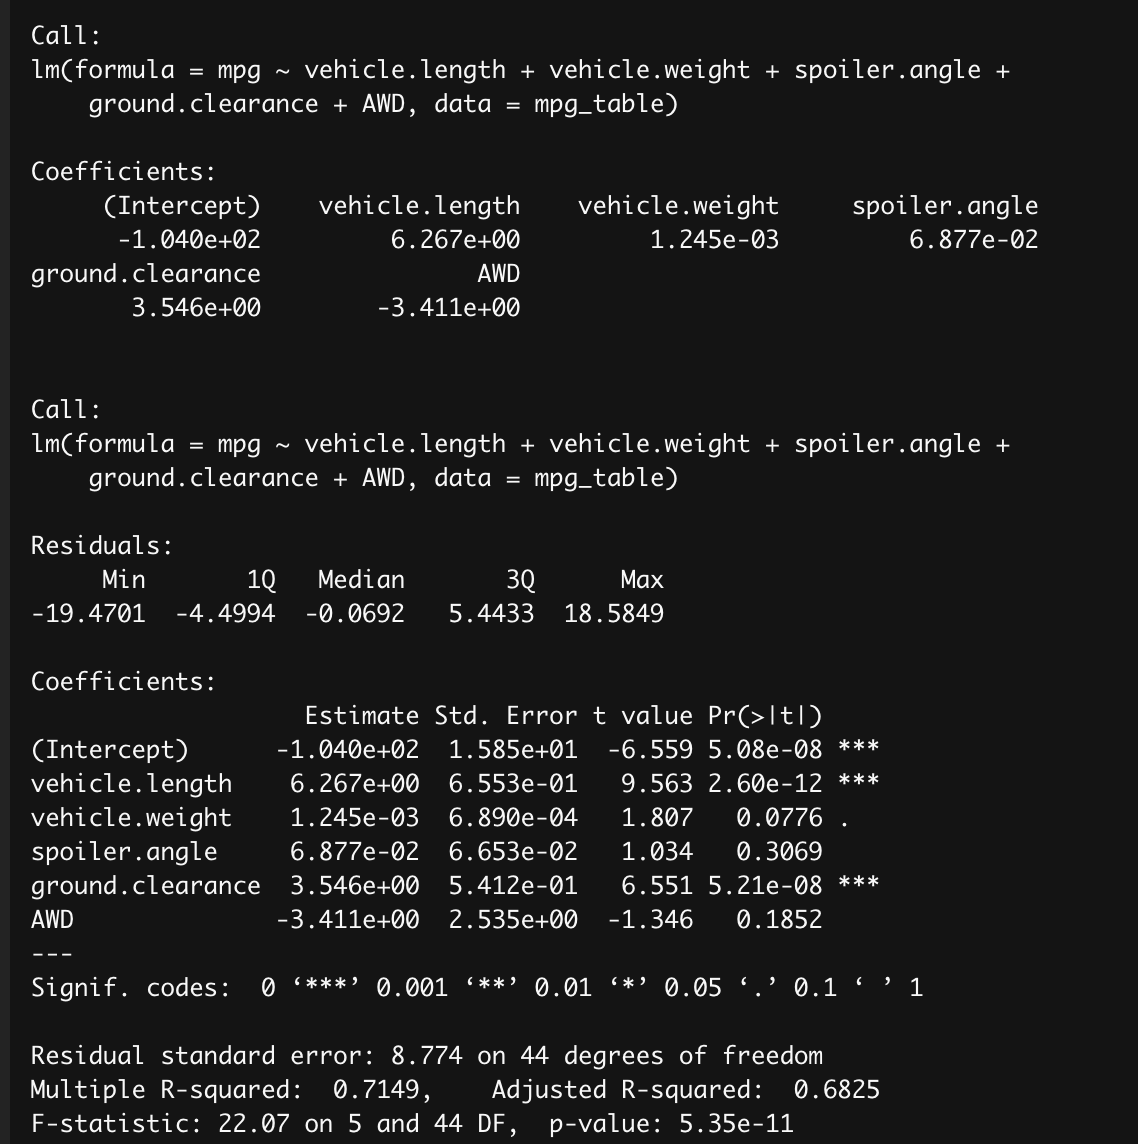 Call:
lm(formula = mpg ~ vehicle.length + vehicle.weight + spoiler.angle +
    ground.clearance + AWD, data = mpg_table)

Coefficients:
     (Intercept)    vehicle.length    vehicle.weight     spoiler.angle
      -1.040e+02         6.267e+00         1.245e-03         6.877e-02
ground.clearance               AWD
       3.546e+00        -3.411e+00


Call:
lm(formula = mpg ~ vehicle.length + vehicle.weight + spoiler.angle +
    ground.clearance + AWD, data = mpg_table)

Residuals:
     Min       1Q   Median       3Q      Max
-19.4701  -4.4994  -0.0692   5.4433  18.5849

Coefficients:
                   Estimate Std. Error t value Pr(>|t|)
(Intercept)      -1.040e+02  1.585e+01  -6.559 5.08e-08 ***
vehicle.length    6.267e+00  6.553e-01   9.563 2.60e-12 ***
vehicle.weight    1.245e-03  6.890e-04   1.807   0.0776 .
spoiler.angle     6.877e-02  6.653e-02   1.034   0.3069
ground.clearance  3.546e+00  5.412e-01   6.551 5.21e-08 ***
AWD              -3.411e+00  2.535e+00  -1.346   0.1852
---
Signif. codes:  0 ‘***’ 0.001 ‘**’ 0.01 ‘*’ 0.05 ‘.’ 0.1 ‘ ’ 1

Residual standard error: 8.774 on 44 degrees of freedom
Multiple R-squared:  0.7149,    Adjusted R-squared:  0.6825
F-statistic: 22.07 on 5 and 44 DF,  p-value: 5.35e-11